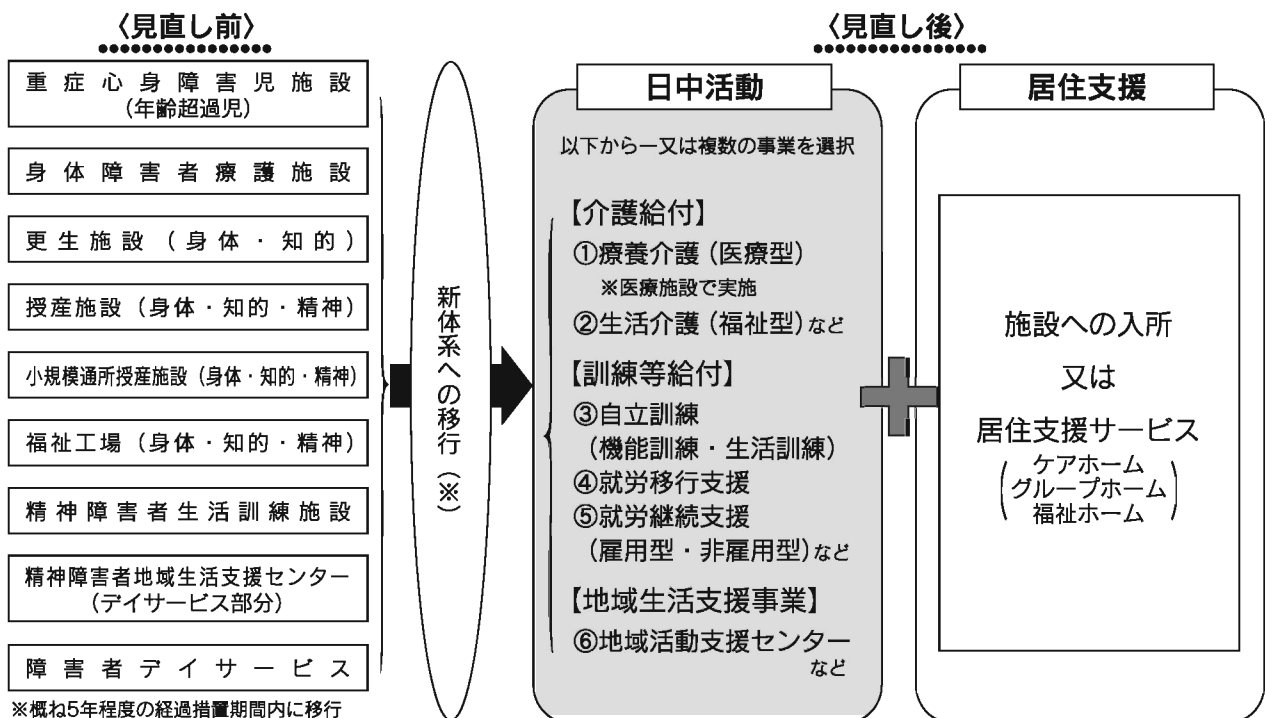 〈見直し前〉
重症心身障害児施設
(年齢超過児)
身体障害者療護施設
更生施設（身体・知的）
授産施設（身体・知的・精神）
小規模通所授産施設（身体・知的・精神）
福祉工場（身体・知的・精神）
精神障害者生活訓練施設
精神障害者地域生活支援センター
(デイサービス部分)
障害者デイサービス
※概ね5年程度の経過措置期間内に移行
新体系への移行（※）
〈見直し後〉
日中活動
以下から一又は複数の事業を選択
【介護給付】
①療養介護（医療型）
※医療施設で実施
②生活介護（福祉型）など
【訓練等給付】
③自立訓練
（機能訓練・生活訓練）
④就労移行支援
⑤就労継続支援
（雇用型・非雇用型）など
【地域生活支援事業】
⑥地域活動支援センター
など
居住支援
施設への入所
又は
居住支援サービス
ケアホーム
グループホーム
福祉ホーム